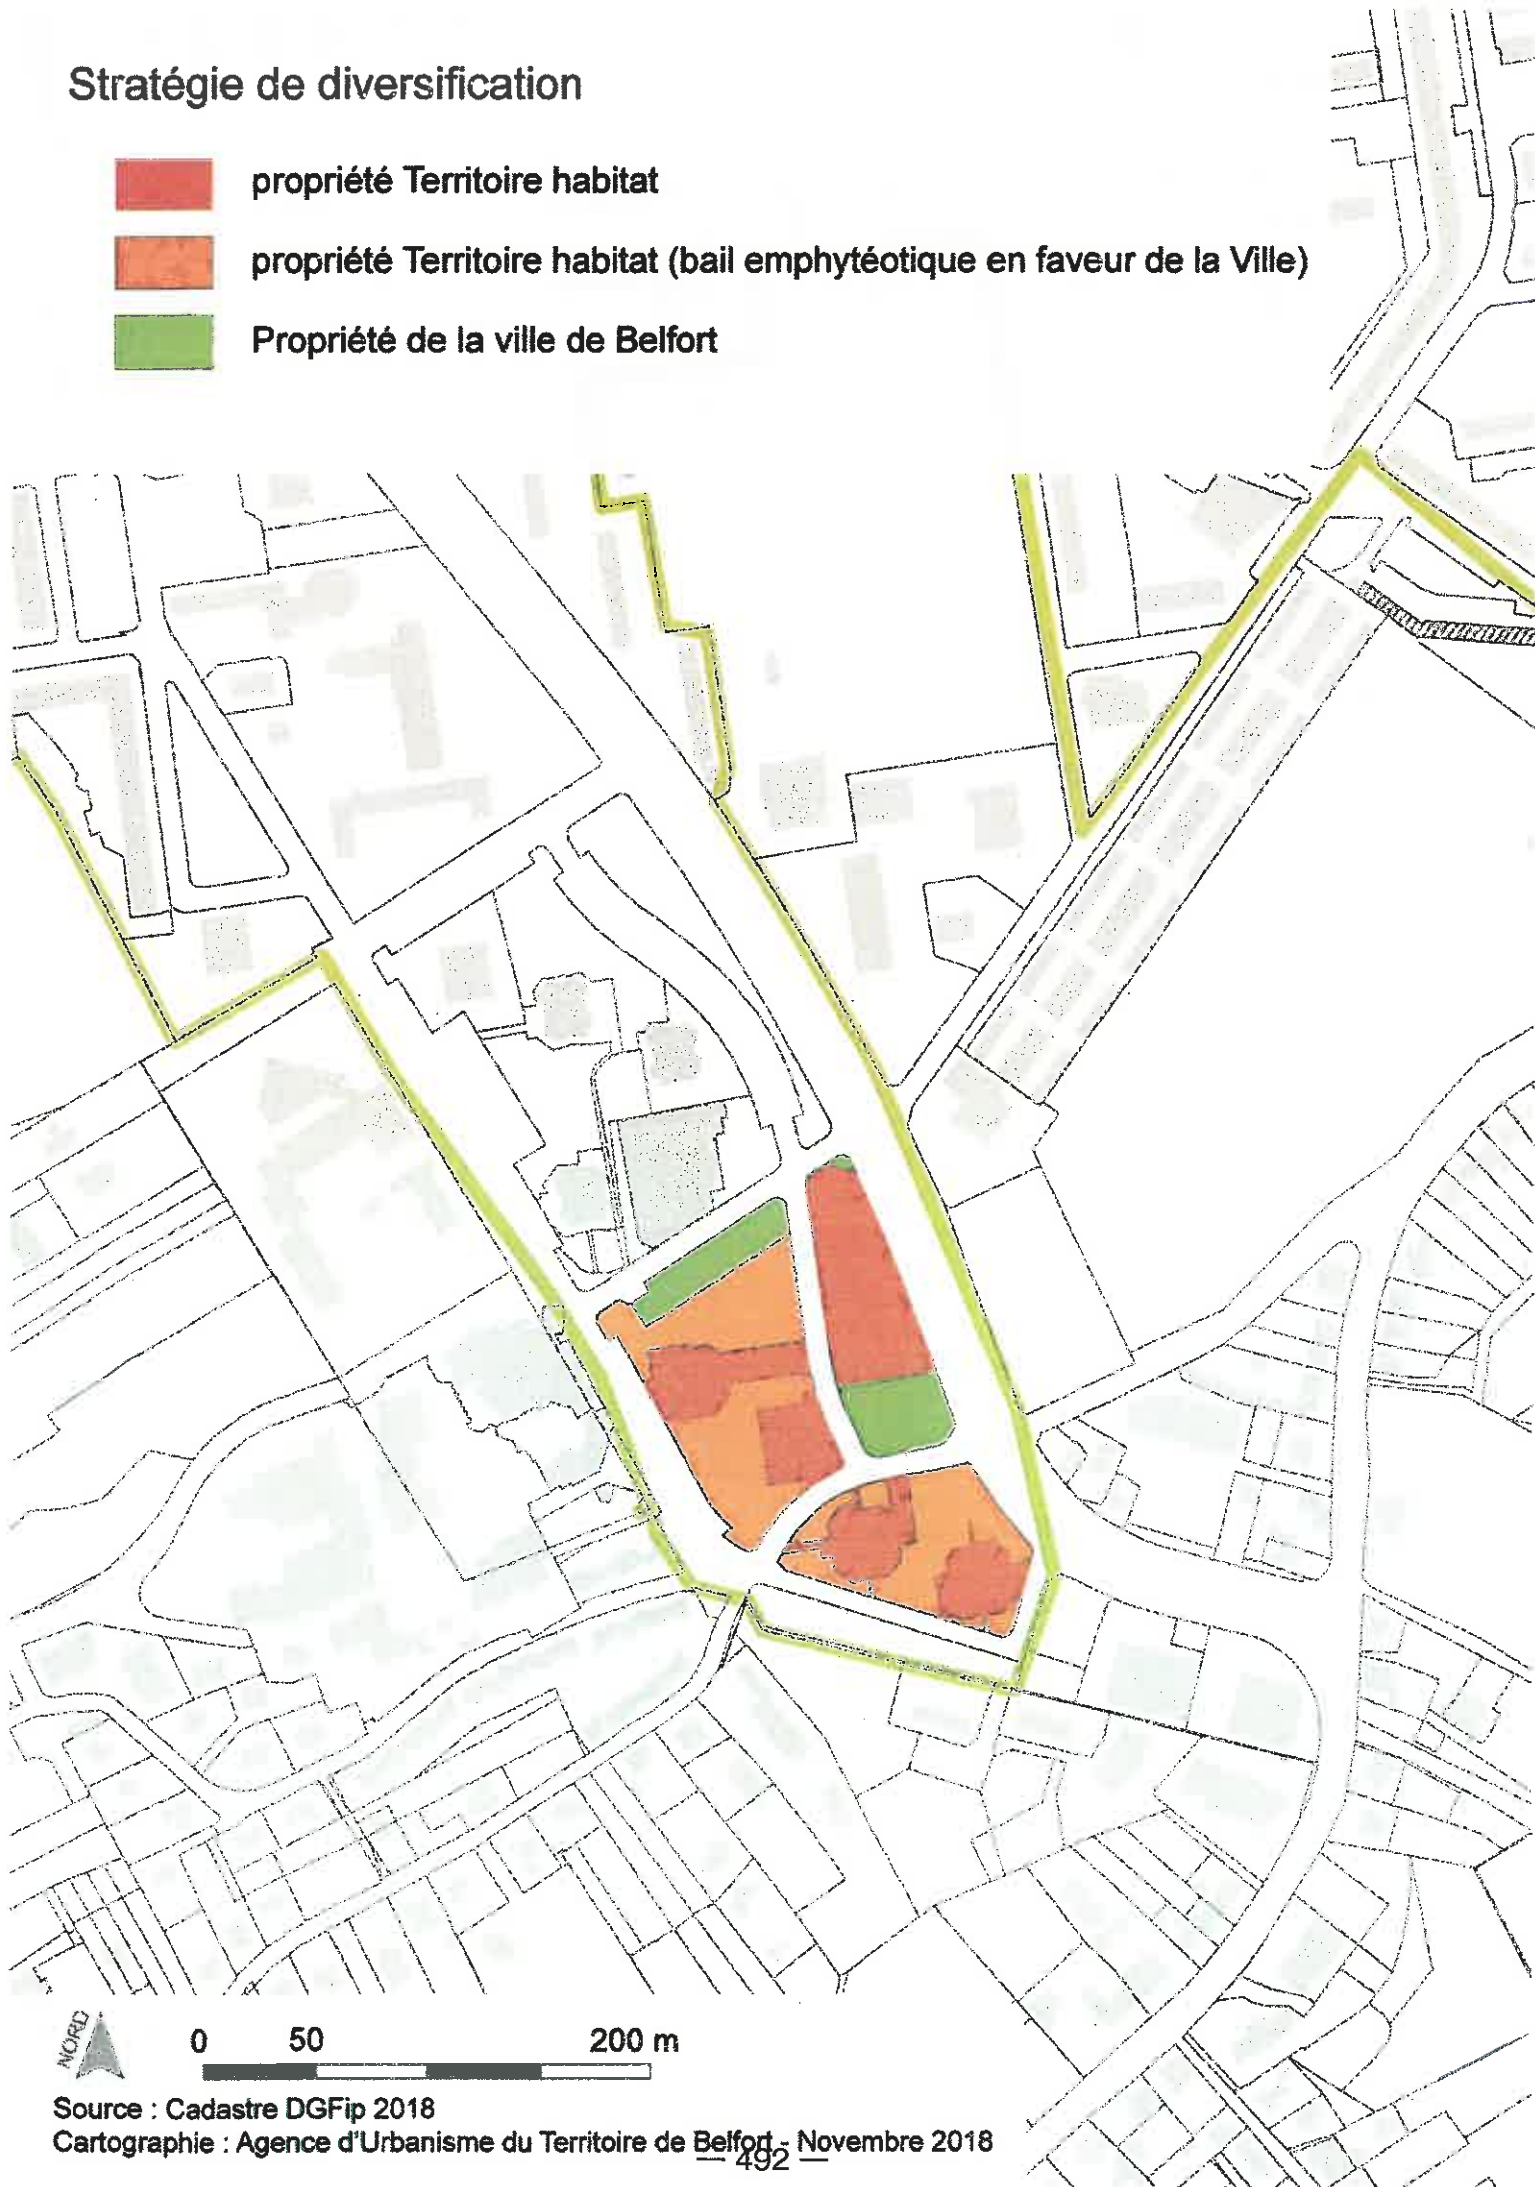 Stratégie de diversification
propriété Territoire habitat
propriété Territoire habitat (bail emphytéotique en faveur de la Ville)
Propriété de la ville de Belfort
NORD
0 50 200 m
Source : Cadastre DGFip 2018
Cartographie : Agence d'Urbanisme du Territoire de Belfort - Novembre 2018
— 492 —